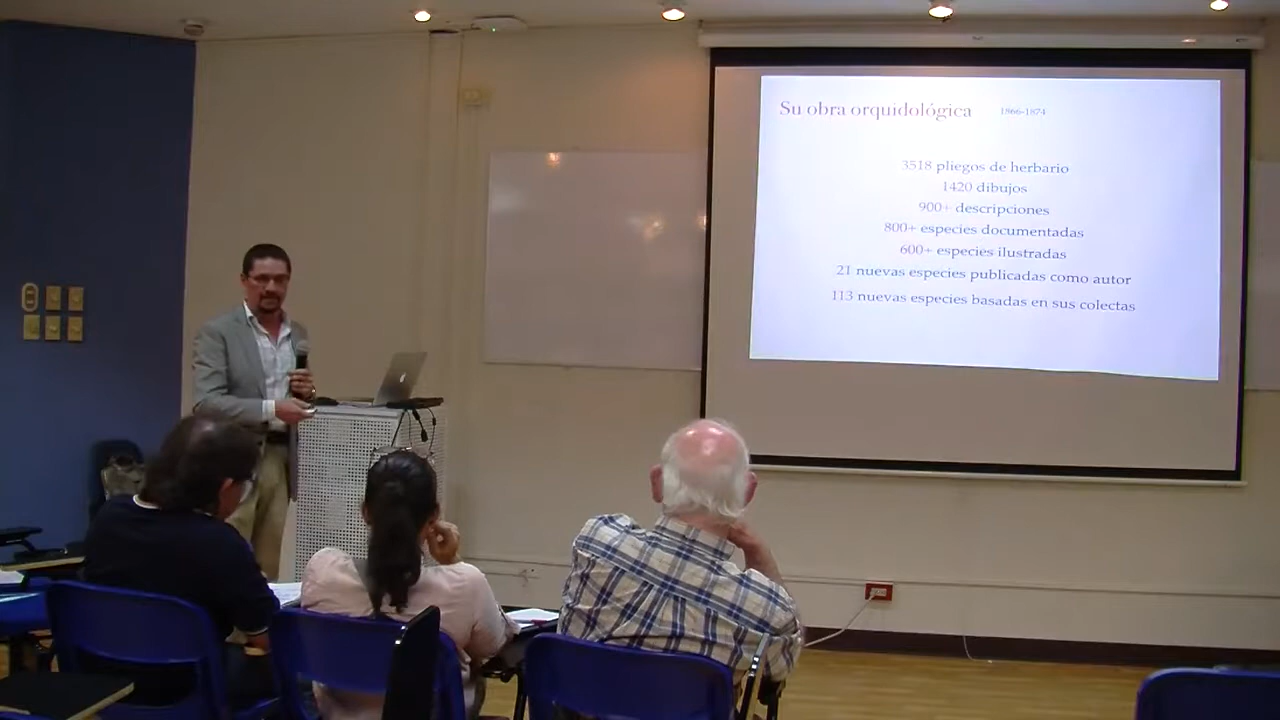 Su obra orquidológica 1866-1874
3518 pliegos de herbario
1420 dibujos
900+ descripciones
800+ especies documentadas
600+ especies ilustradas
21 nuevas especies publicadas como autor
113 nuevas especies basadas en sus colectas